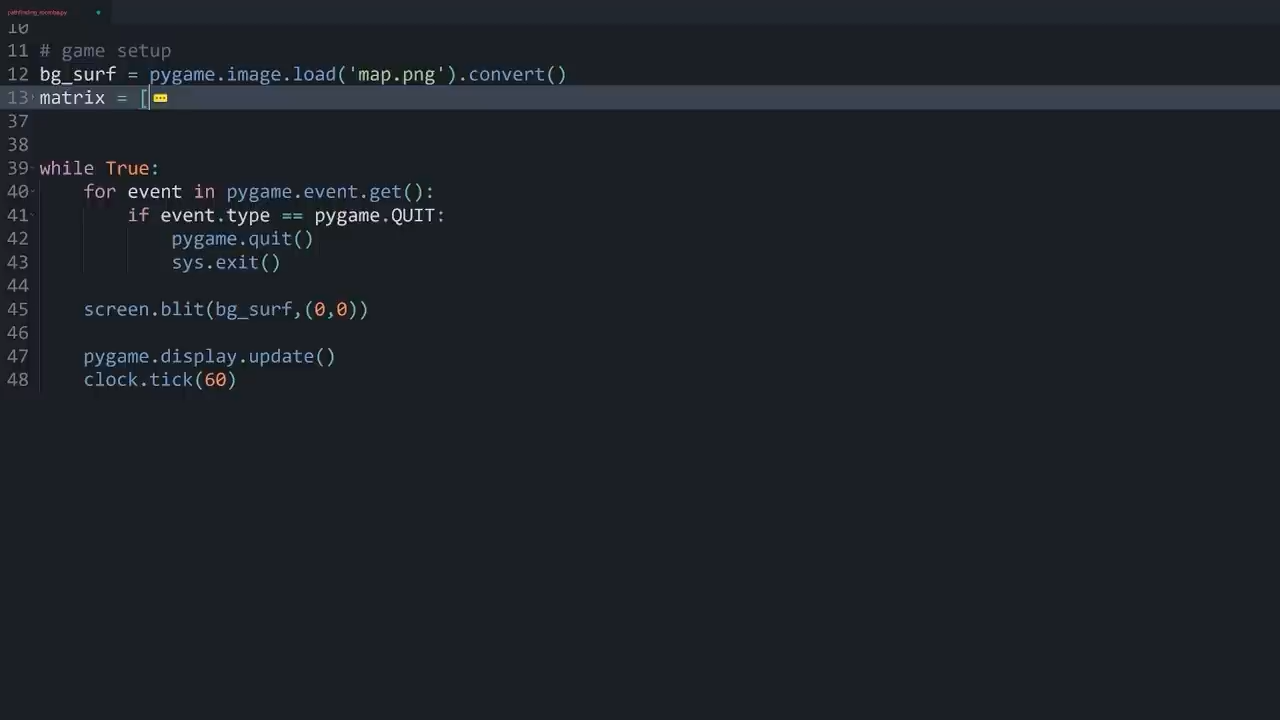 pathfinding_roomba.py
10
11 # game setup
12 bg_surf = pygame.image.load('map.png').convert()
13 matrix = [
37
38
39 while True:
40     for event in pygame.event.get():
41         if event.type == pygame.QUIT:
42             pygame.quit()
43             sys.exit()
44
45     screen.blit(bg_surf,(0,0))
46
47     pygame.display.update()
48     clock.tick(60)